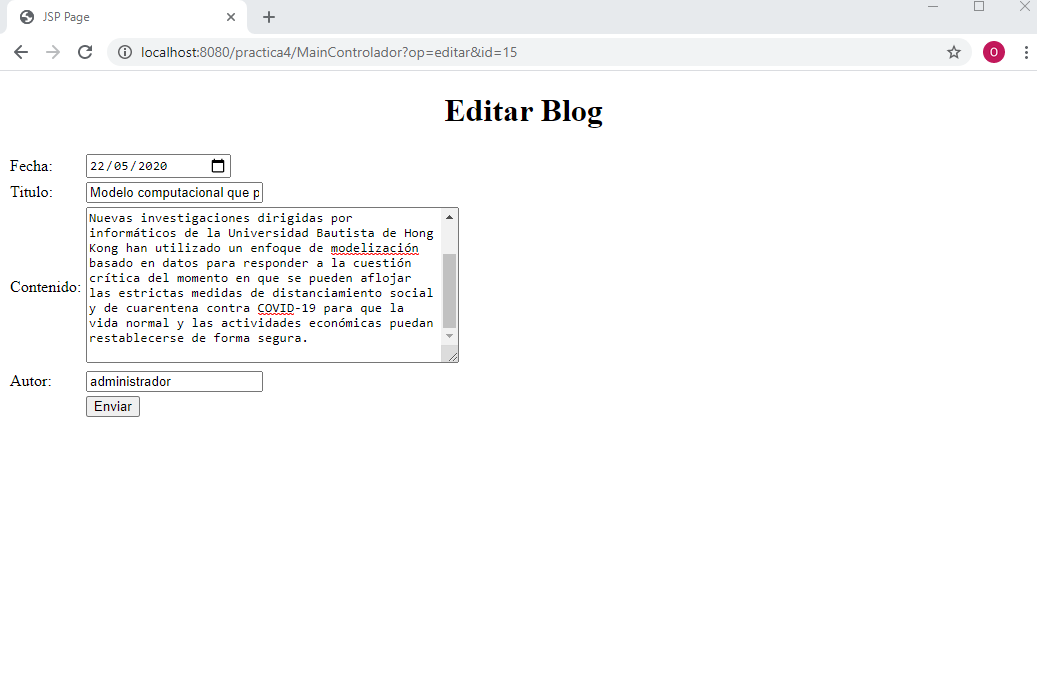 JSP Page
localhost:8080/practica4/MainControlador?op=editar&id=15
O
Editar Blog
Fecha: 22/05/2020
Titulo: Modelo computacional que p
Contenido:
Nuevas investigaciones dirigidas por
informáticos de la Universidad Bautista de Hong
Kong han utilizado un enfoque de modelización
basado en datos para responder a la cuestión
crítica del momento en que se pueden aflojar
las estrictas medidas de distanciamiento social
y de cuarentena contra COVID-19 para que la
vida normal y las actividades económicas puedan
restablecerse de forma segura.
Autor: administrador
Enviar